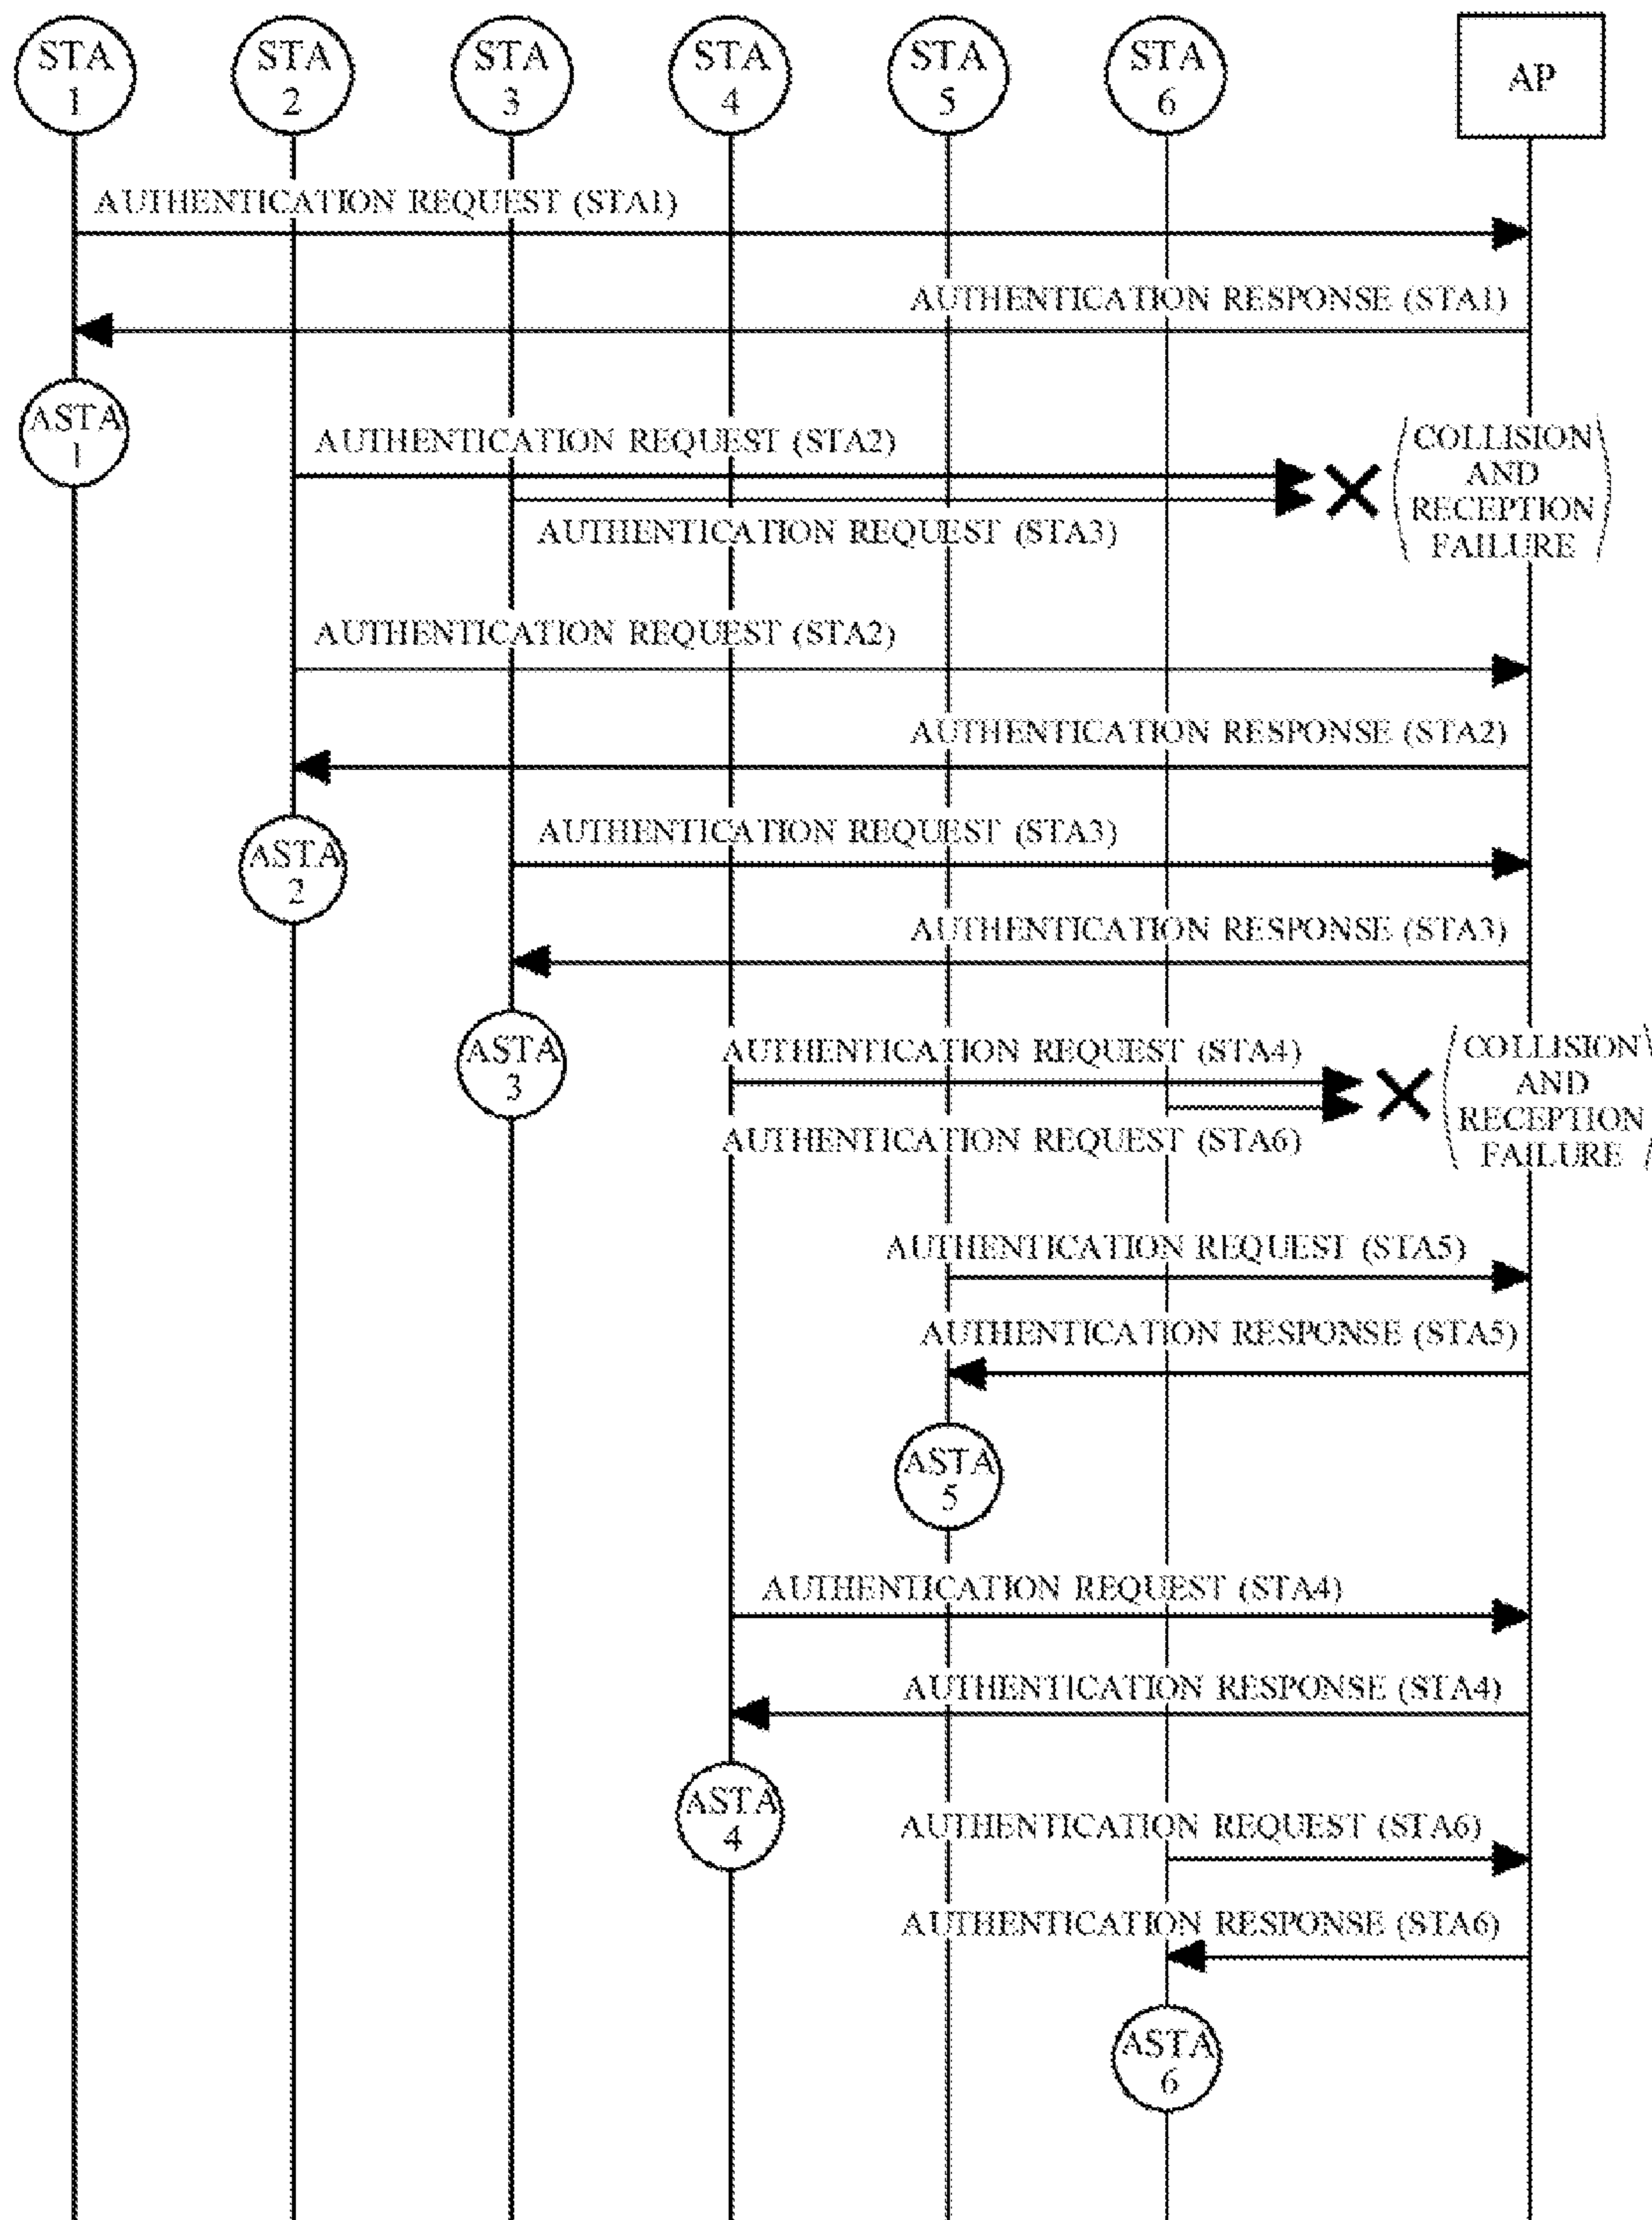 STA
1
STA
2
STA
3
STA
4
STA
5
STA
6
AP
AUTHENTICATION REQUEST (STA1)
AUTHENTICATION RESPONSE (STA1)
ASTA
1
AUTHENTICATION REQUEST (STA2)
AUTHENTICATION REQUEST (STA3)
(COLLISION
AND
RECEPTION
FAILURE)
AUTHENTICATION REQUEST (STA2)
AUTHENTICATION RESPONSE (STA2)
ASTA
2
AUTHENTICATION REQUEST (STA3)
AUTHENTICATION RESPONSE (STA3)
ASTA
3
AUTHENTICATION REQUEST (STA4)
AUTHENTICATION REQUEST (STA6)
(COLLISION
AND
RECEPTION
FAILURE)
AUTHENTICATION REQUEST (STA5)
AUTHENTICATION RESPONSE (STA5)
ASTA
5
AUTHENTICATION REQUEST (STA4)
AUTHENTICATION RESPONSE (STA4)
ASTA
4
AUTHENTICATION REQUEST (STA6)
AUTHENTICATION RESPONSE (STA6)
ASTA
6